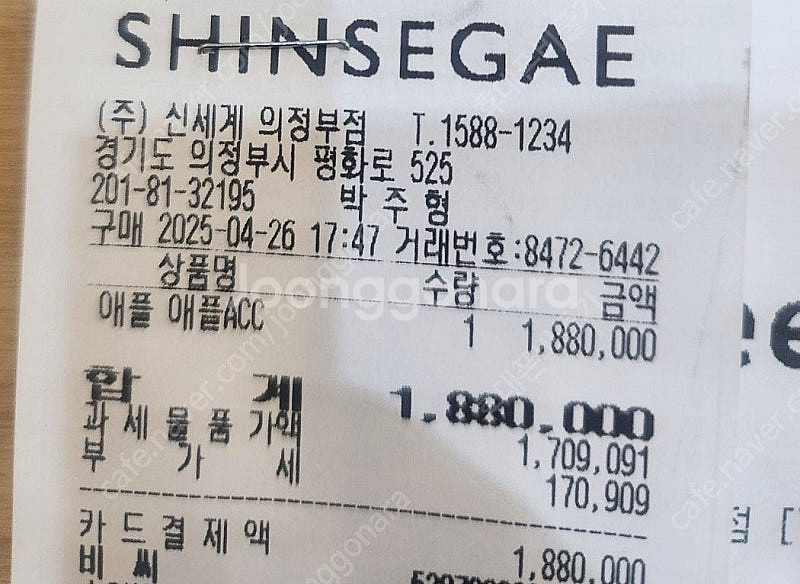 SHINSEGAE
(주) 신세계 의정부점 T.1588-1234
경기도 의정부시 평화로 525
201-81-32195 박 주 형
구매 2025-04-26 17:47 거래번호:8472-6442
상품명 수량 금액
애플 애플ACC 1 1,880,000
합 계 1,880,000
과 세 물 품 가액 1,709,091
부 가 세 170,909
카 드 결 제 액 1,880,000
비 씨
joonggonara
cafe.naver.com/joonggonara